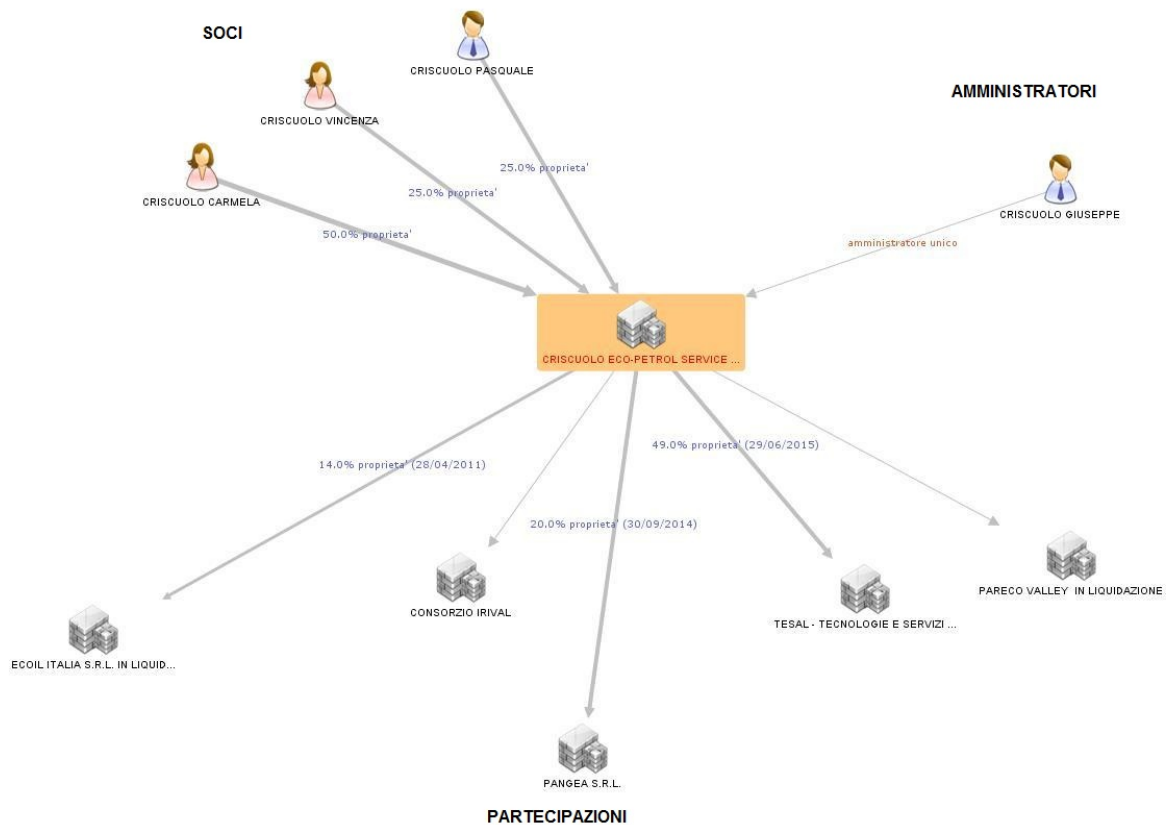 SOCI
CRISCUOLO PASQUALE
CRISCUOLO VINCENZA
AMMINISTRATORI
CRISCUOLO CARMELA
CRISCUOLO GIUSEPPE
25.0% proprieta'
25.0% proprieta'
50.0% proprieta'
amministratore unico
CRISCUOLO ECO-PETROL SERVICE ...
49.0% proprieta' (29/06/2015)
14.0% proprieta' (28/04/2011)
20.0% proprieta' (30/09/2014)
PARECO VALLEY IN LIQUIDAZIONE
CONSORZIO IRIVAL
TESAL - TECNOLOGIE E SERVIZI ...
ECOIL ITALIA S.R.L. IN LIQUID...
PANGEA S.R.L.
PARTECIPAZIONI